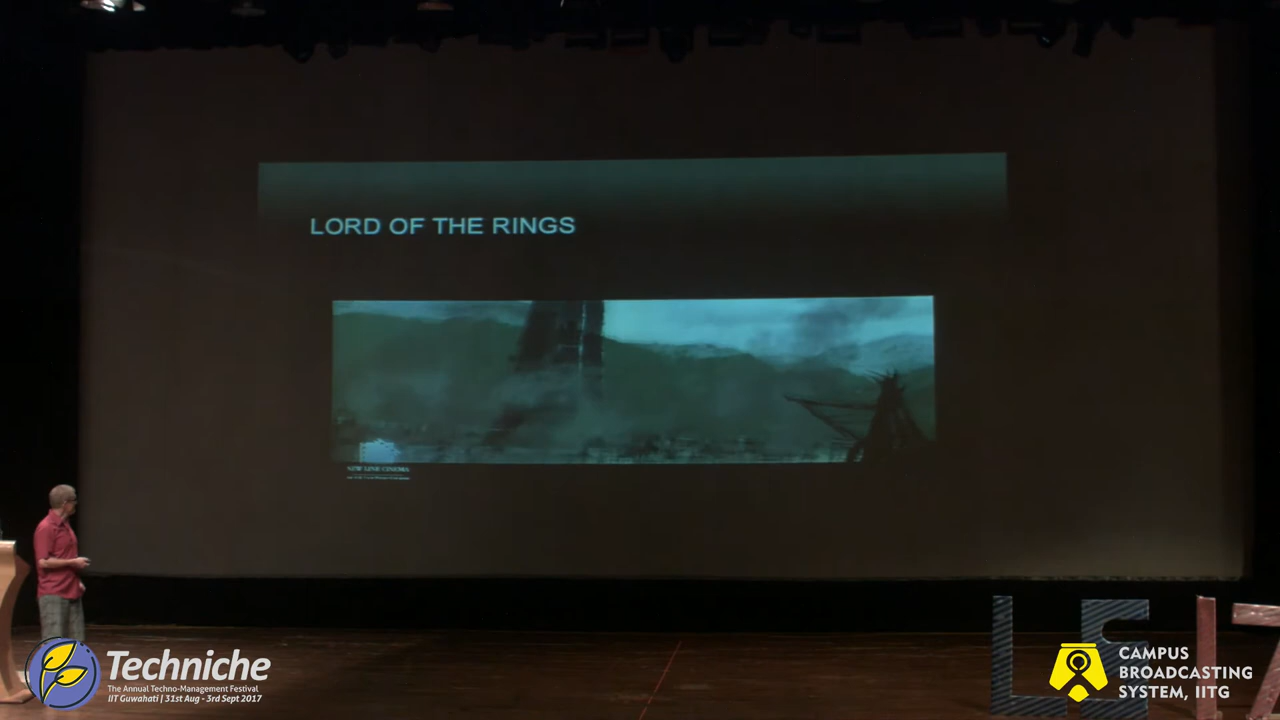 LORD OF THE RINGS
NEW LINE CINEMA
Techniche
The Annual Techno-Management Festival
IIT Guwahati | 31st Aug - 3rd Sept 2017
CAMPUS
BROADCASTING
SYSTEM, IITG